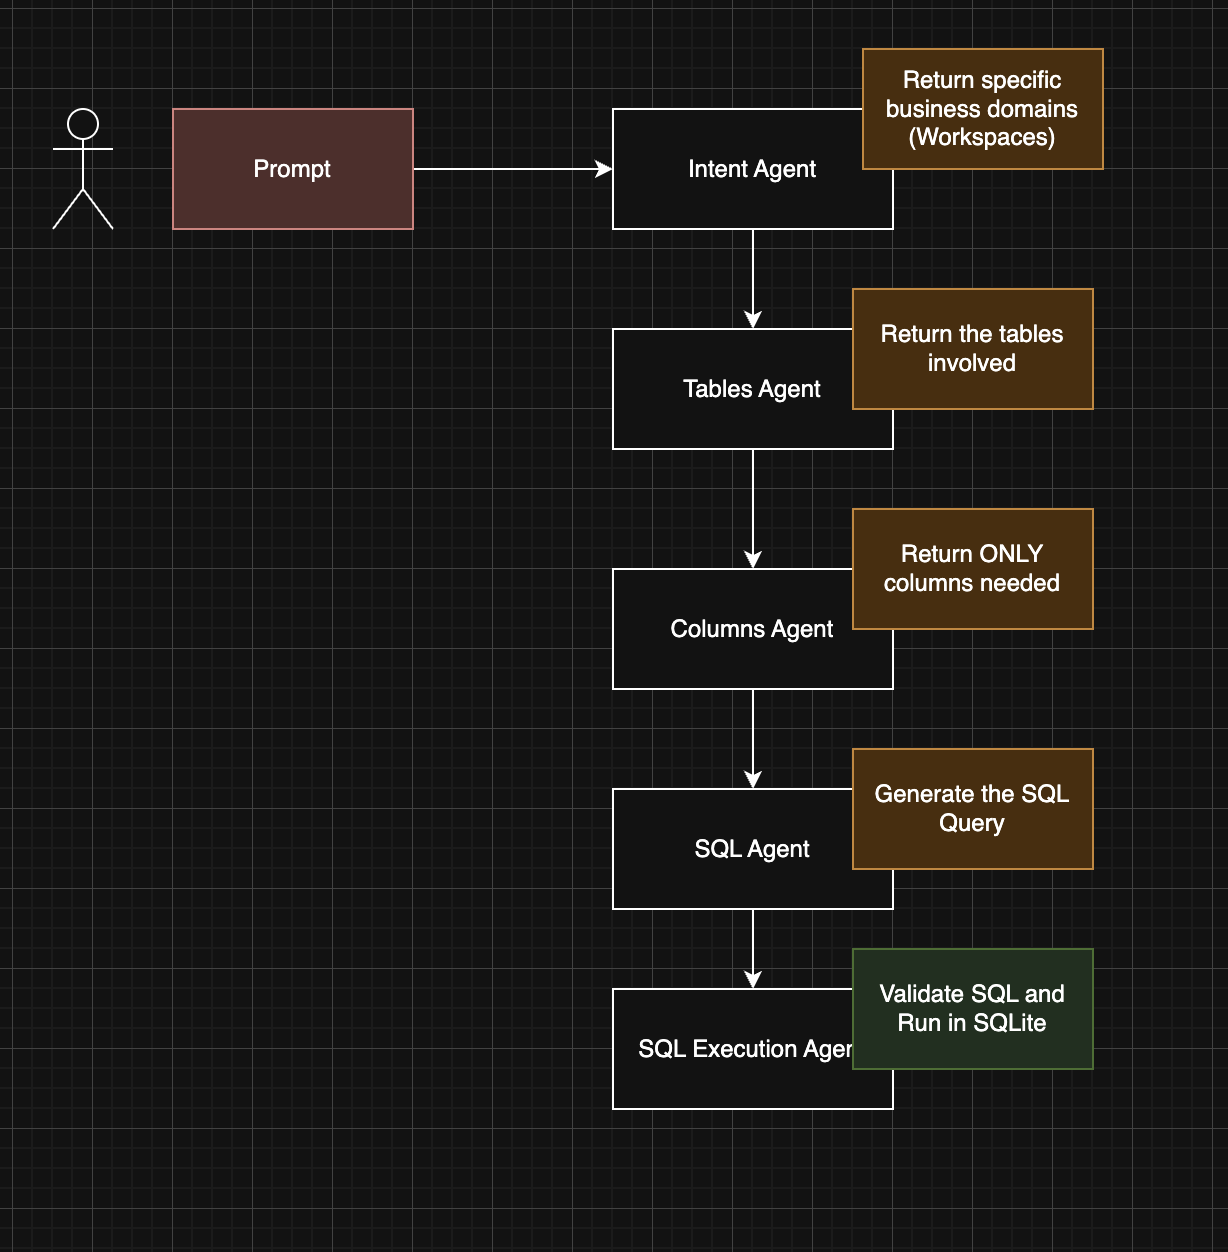 Return specific
business domains
(Workspaces)
Prompt
Intent Agent
Return the tables
involved
Tables Agent
Return ONLY
columns needed
Columns Agent
Generate the SQL
Query
SQL Agent
Validate SQL and
Run in SQLite
SQL Execution